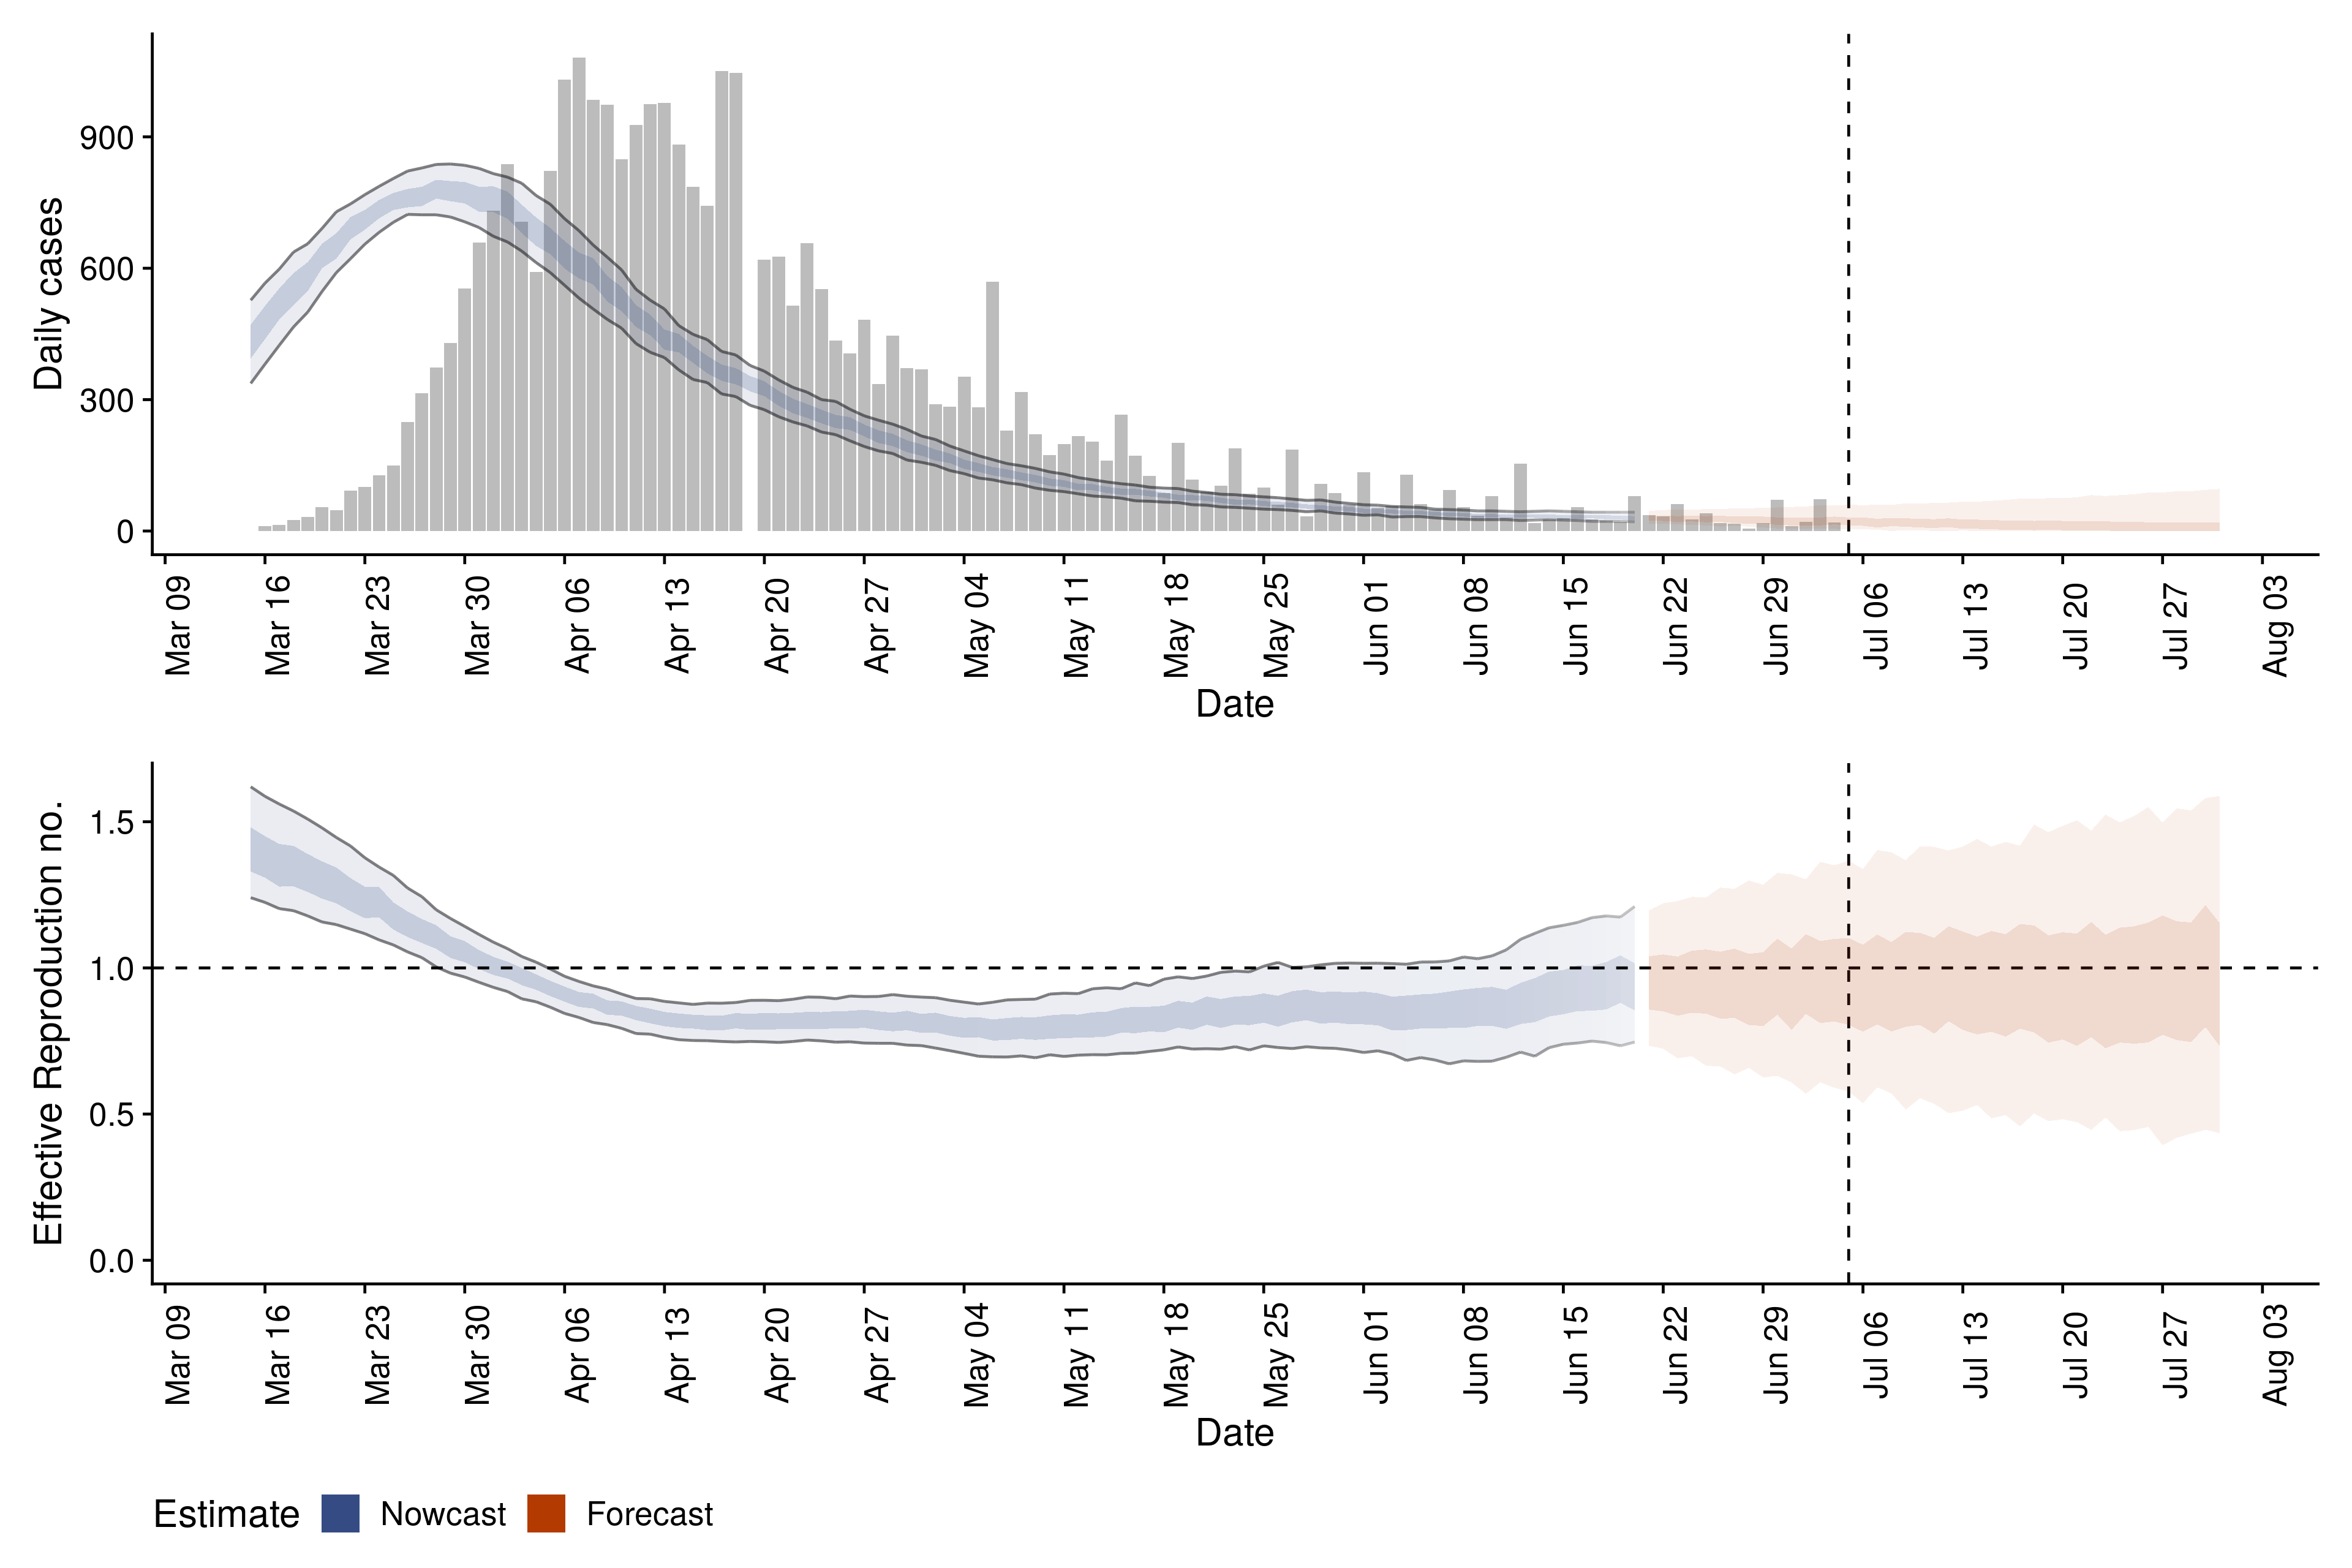 Daily cases
900
600
300
0
Mar 09
Mar 16
Mar 23
Mar 30
Apr 06
Apr 13
Apr 20
Apr 27
May 04
May 11
May 18
May 25
Jun 01
Jun 08
Jun 15
Jun 22
Jun 29
Jul 06
Jul 13
Jul 20
Jul 27
Aug 03
Date
Effective Reproduction no.
1.5
1.0
0.5
0.0
Mar 09
Mar 16
Mar 23
Mar 30
Apr 06
Apr 13
Apr 20
Apr 27
May 04
May 11
May 18
May 25
Jun 01
Jun 08
Jun 15
Jun 22
Jun 29
Jul 06
Jul 13
Jul 20
Jul 27
Aug 03
Date
Estimate Nowcast Forecast